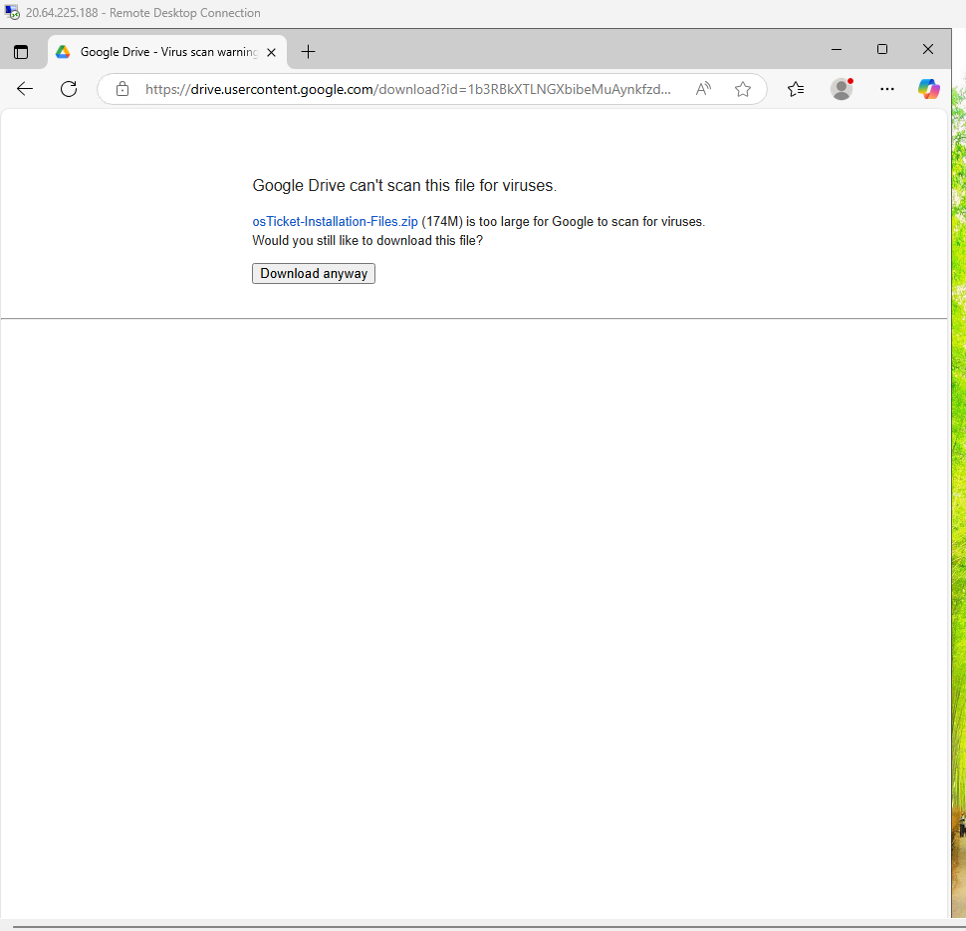 20.64.225.188 - Remote Desktop Connection
Google Drive - Virus scan warning
https://drive.usercontent.google.com/download?id=1b3RBkXTLNGXbibeMuAynkfzd...
Google Drive can't scan this file for viruses.
osTicket-Installation-Files.zip (174M) is too large for Google to scan for viruses.
Would you still like to download this file?
Download anyway